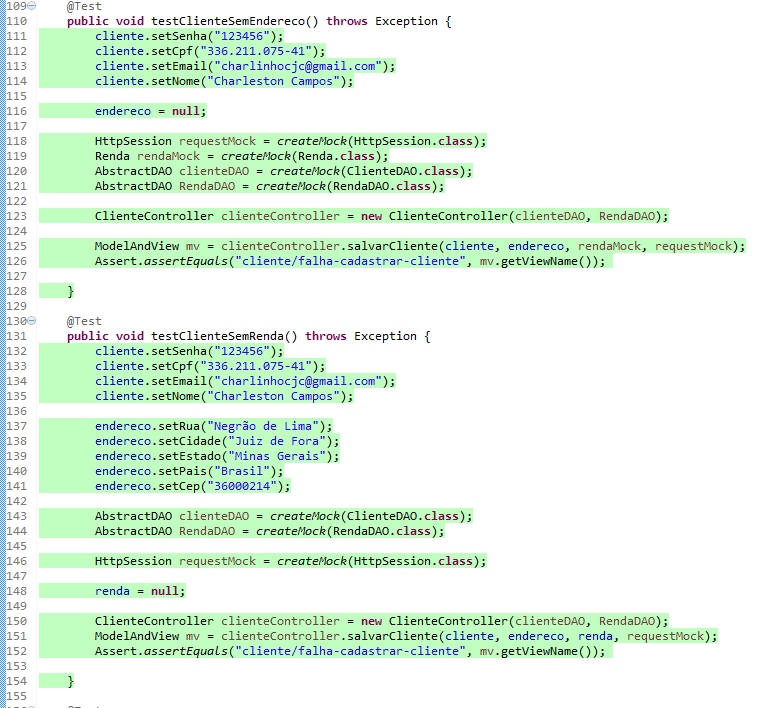 109 @Test
110 public void testClienteSemEndereco() throws Exception {
111 cliente.setSenha("123456");
112 cliente.setCpf("336.211.075-41");
113 cliente.setEmail("charlinhocjc@gmail.com");
114 cliente.setNome("Charleston Campos");
115
116 endereco = null;
117
118 HttpSession requestMock = createMock(HttpSession.class);
119 Renda rendaMock = createMock(Renda.class);
120 AbstractDAO clienteDAO = createMock(ClienteDAO.class);
121 AbstractDAO RendaDAO = createMock(RendaDAO.class);
122
123 ClienteController clienteController = new ClienteController(clienteDAO, RendaDAO);
124
125 ModelAndView mv = clienteController.salvarCliente(cliente, endereco, rendaMock, requestMock);
126 Assert.assertEquals("cliente/falha-cadastrar-cliente", mv.getViewName());
127
128 }
129
130 @Test
131 public void testClienteSemRenda() throws Exception {
132 cliente.setSenha("123456");
133 cliente.setCpf("336.211.075-41");
134 cliente.setEmail("charlinhocjc@gmail.com");
135 cliente.setNome("Charleston Campos");
136
137 endereco.setRua("Negrão de Lima");
138 endereco.setCidade("Juiz de Fora");
139 endereco.setEstado("Minas Gerais");
140 endereco.setPais("Brasil");
141 endereco.setCep("36000214");
142
143 AbstractDAO clienteDAO = createMock(ClienteDAO.class);
144 AbstractDAO RendaDAO = createMock(RendaDAO.class);
145
146 HttpSession requestMock = createMock(HttpSession.class);
147
148 renda = null;
149
150 ClienteController clienteController = new ClienteController(clienteDAO, RendaDAO);
151 ModelAndView mv = clienteController.salvarCliente(cliente, endereco, renda, requestMock);
152 Assert.assertEquals("cliente/falha-cadastrar-cliente", mv.getViewName());
153
154 }
155